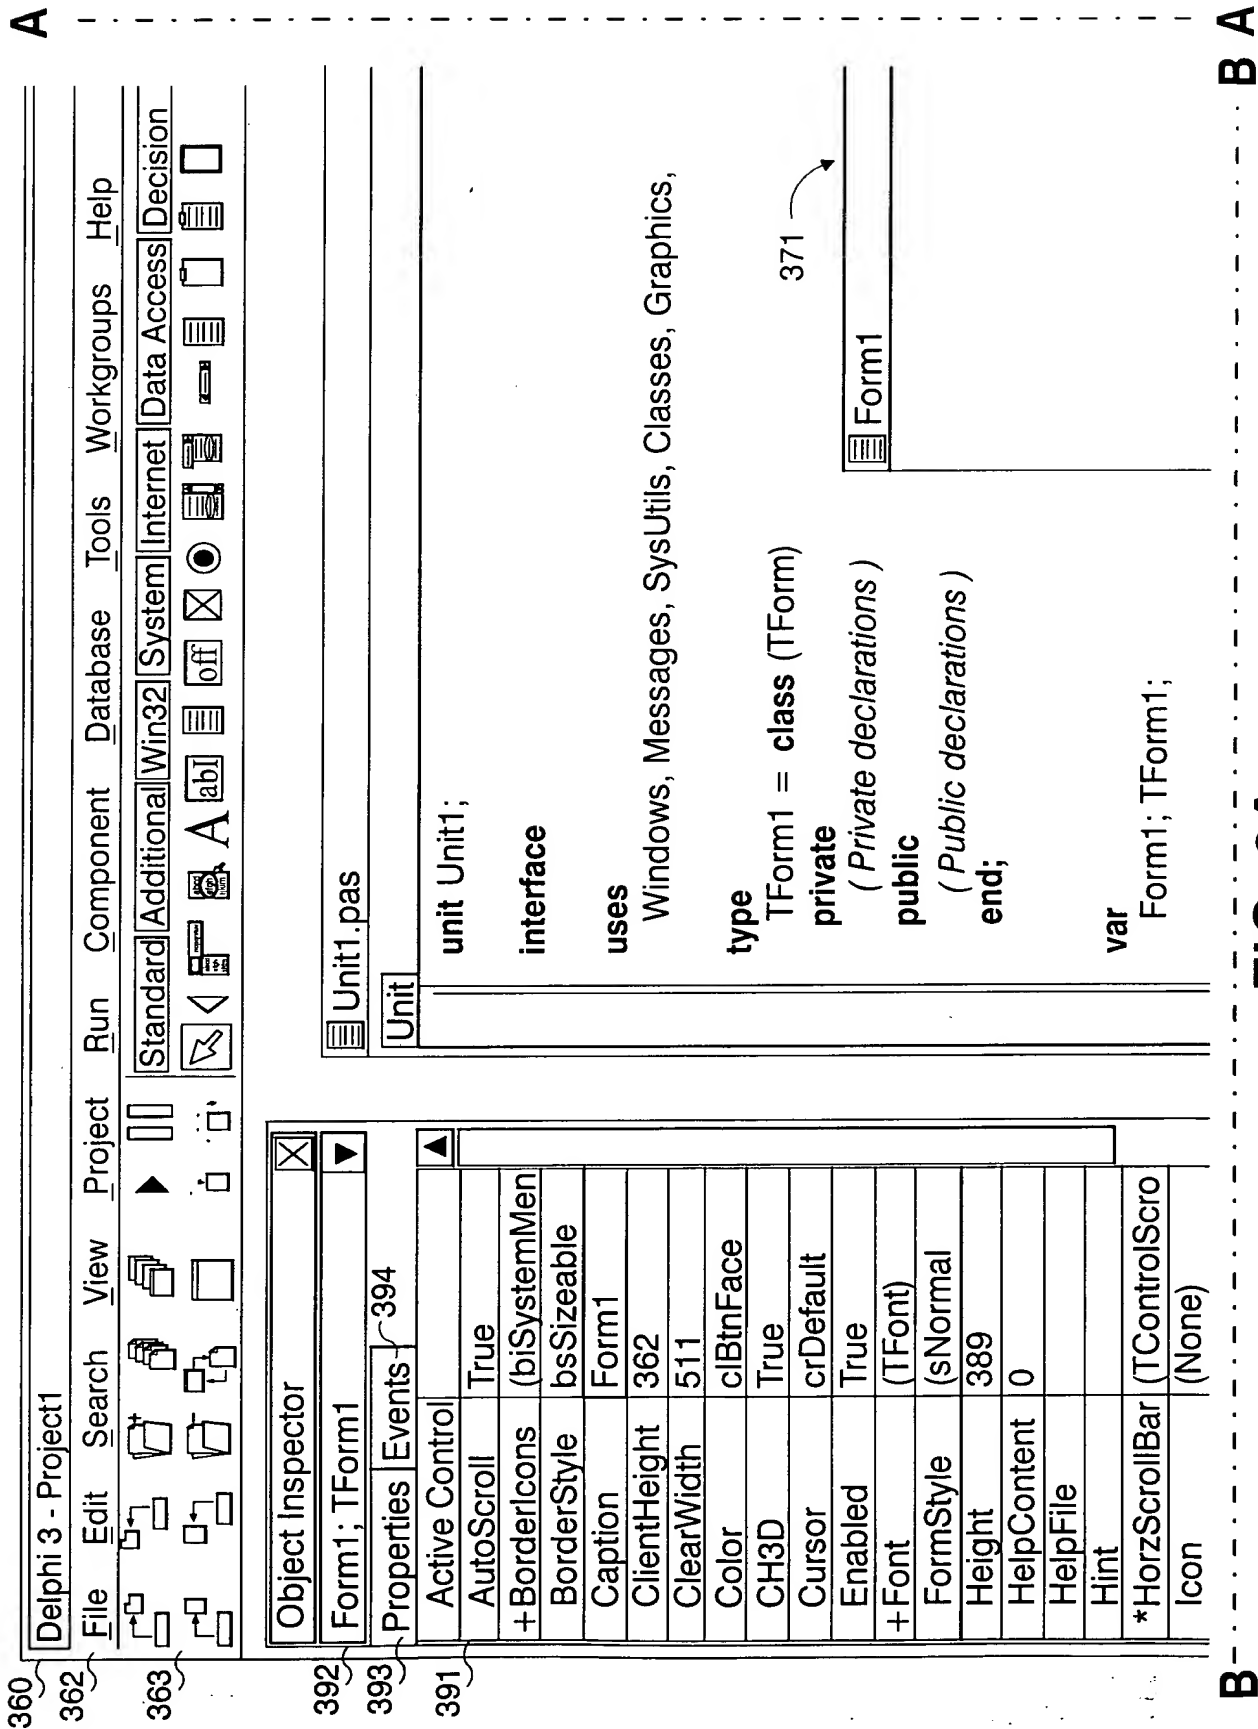 A
A
360
Delphi 3 - Project1
362
File Edit Search View Project Run Component Database Tools Workgroups Help
363
Standard Additional Win32 System Internet Data Access Decision
A abI off
Object Inspector
392
Form1; TForm1
393
Properties Events
394
391
Active Control
AutoScroll True
+BorderIcons (biSystemMen
BorderStyle bsSizeable
Caption Form1
ClientHeight 362
ClearWidth 511
Color clBtnFace
CH3D True
Cursor crDefault
Enabled True
+Font (TFont)
FormStyle (sNormal
Height 389
HelpContent 0
HelpFile
Hint
*HorzScrollBar (TControlScro
Icon (None)
Unit1.pas
Unit
unit Unit1;
interface
uses
Windows, Messages, SysUtils, Classes, Graphics,
type
TForm1 = class (TForm)
private
( Private declarations )
public
( Public declarations )
end;
var
Form1; TForm1;
371
Form1
B
B